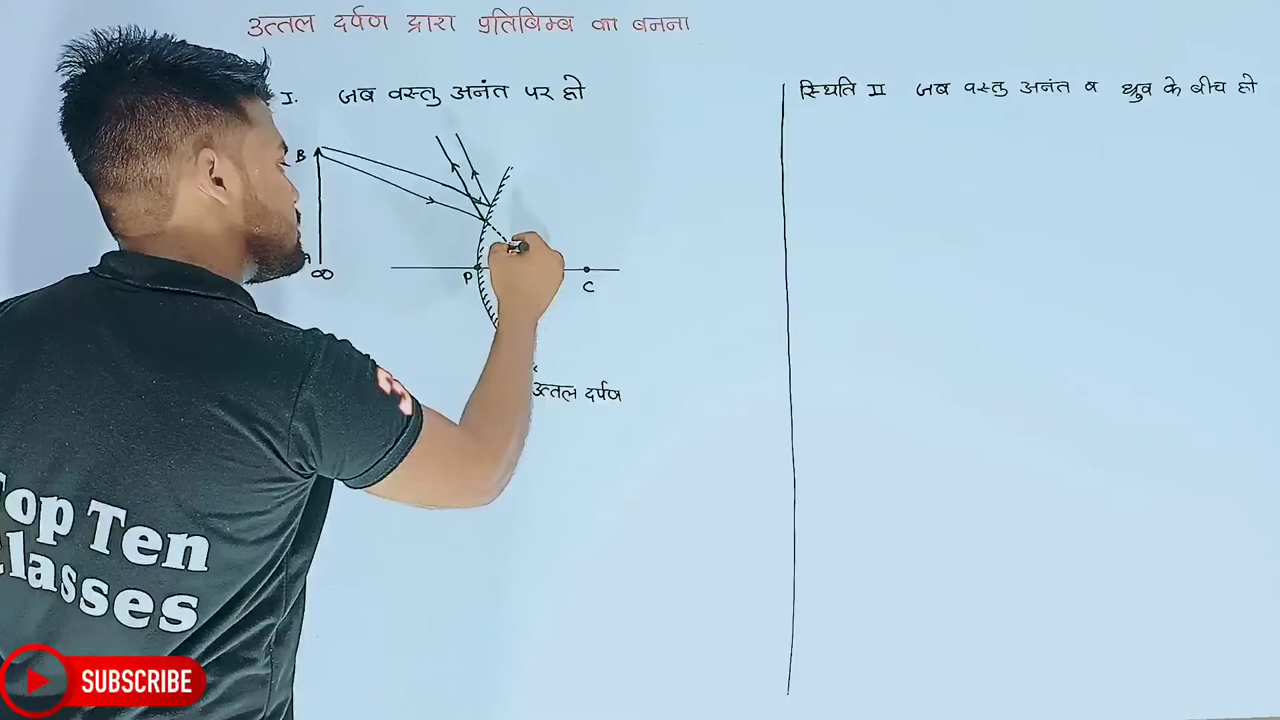 उत्तल दर्पण द्वारा प्रतिबिम्ब का बनना
I. जब वस्तु अनंत पर हो
स्थिति II जब वस्तु अनंत व ध्रुव के बीच हो
B
∞
P
C
उत्तल दर्पण
Top Ten
Classes
SUBSCRIBE